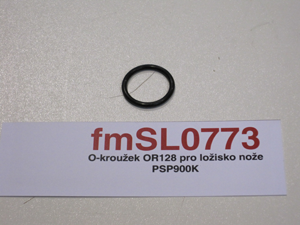 fmSL0773
O-kroužek OR128 pro ložisko nože
PSP900K